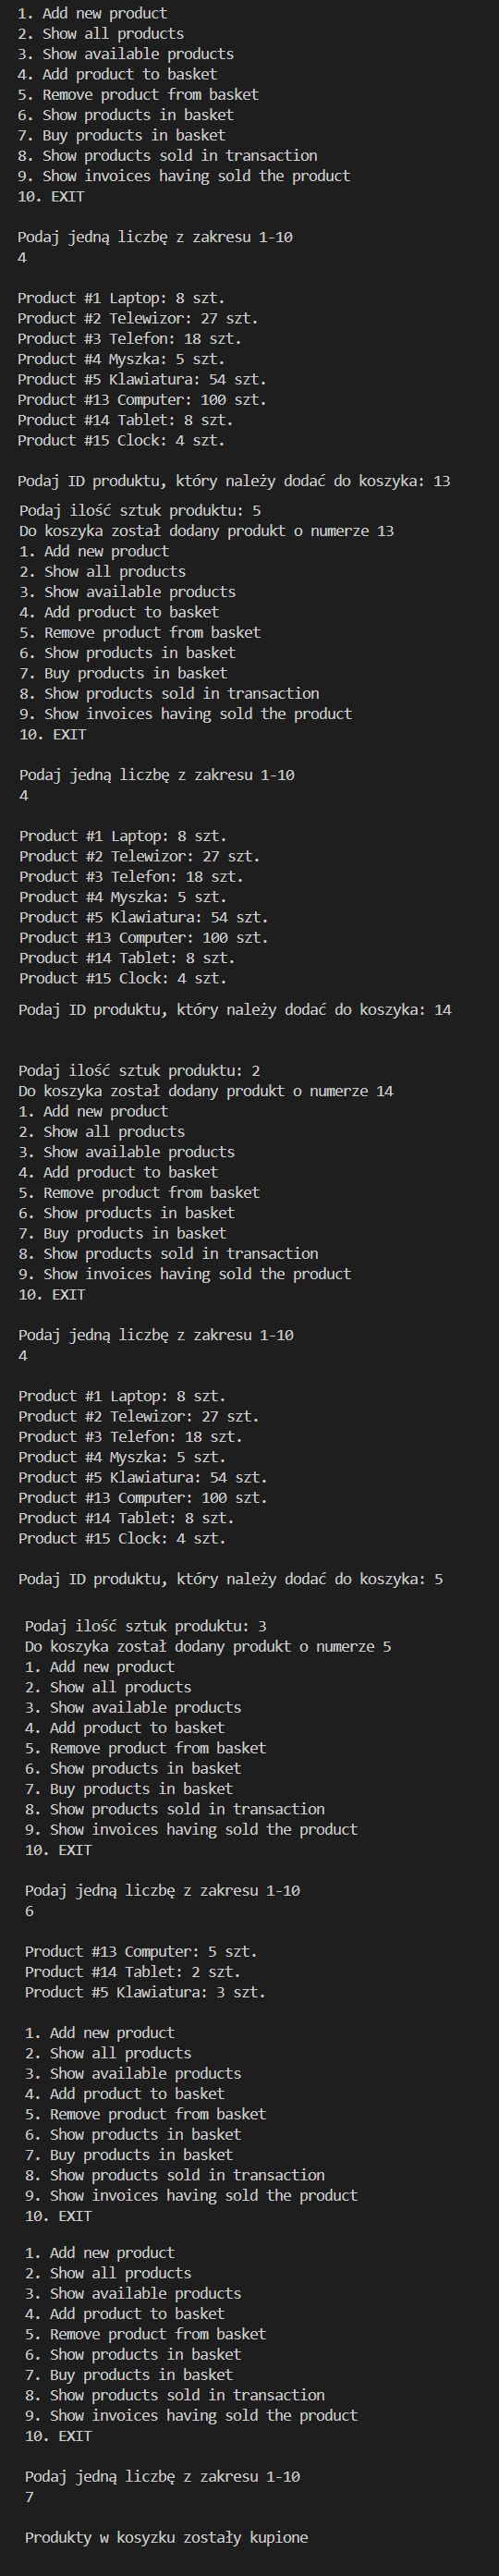 1. Add new product
2. Show all products
3. Show available products
4. Add product to basket
5. Remove product from basket
6. Show products in basket
7. Buy products in basket
8. Show products sold in transaction
9. Show invoices having sold the product
10. EXIT
Podaj jedną liczbę z zakresu 1-10
4
Product #1 Laptop: 8 szt.
Product #2 Telewizor: 27 szt.
Product #3 Telefon: 18 szt.
Product #4 Myszka: 5 szt.
Product #5 Klawiatura: 54 szt.
Product #13 Computer: 100 szt.
Product #14 Tablet: 8 szt.
Product #15 Clock: 4 szt.
Podaj ID produktu, który należy dodać do koszyka: 13
Podaj ilość sztuk produktu: 5
Do koszyka został dodany produkt o numerze 13
1. Add new product
2. Show all products
3. Show available products
4. Add product to basket
5. Remove product from basket
6. Show products in basket
7. Buy products in basket
8. Show products sold in transaction
9. Show invoices having sold the product
10. EXIT
Podaj jedną liczbę z zakresu 1-10
4
Product #1 Laptop: 8 szt.
Product #2 Telewizor: 27 szt.
Product #3 Telefon: 18 szt.
Product #4 Myszka: 5 szt.
Product #5 Klawiatura: 54 szt.
Product #13 Computer: 100 szt.
Product #14 Tablet: 8 szt.
Product #15 Clock: 4 szt.
Podaj ID produktu, który należy dodać do koszyka: 14
Podaj ilość sztuk produktu: 2
Do koszyka został dodany produkt o numerze 14
1. Add new product
2. Show all products
3. Show available products
4. Add product to basket
5. Remove product from basket
6. Show products in basket
7. Buy products in basket
8. Show products sold in transaction
9. Show invoices having sold the product
10. EXIT
Podaj jedną liczbę z zakresu 1-10
4
Product #1 Laptop: 8 szt.
Product #2 Telewizor: 27 szt.
Product #3 Telefon: 18 szt.
Product #4 Myszka: 5 szt.
Product #5 Klawiatura: 54 szt.
Product #13 Computer: 100 szt.
Product #14 Tablet: 8 szt.
Product #15 Clock: 4 szt.
Podaj ID produktu, który należy dodać do koszyka: 5
Podaj ilość sztuk produktu: 3
Do koszyka został dodany produkt o numerze 5
1. Add new product
2. Show all products
3. Show available products
4. Add product to basket
5. Remove product from basket
6. Show products in basket
7. Buy products in basket
8. Show products sold in transaction
9. Show invoices having sold the product
10. EXIT
Podaj jedną liczbę z zakresu 1-10
6
Product #13 Computer: 5 szt.
Product #14 Tablet: 2 szt.
Product #5 Klawiatura: 3 szt.
1. Add new product
2. Show all products
3. Show available products
4. Add product to basket
5. Remove product from basket
6. Show products in basket
7. Buy products in basket
8. Show products sold in transaction
9. Show invoices having sold the product
10. EXIT
1. Add new product
2. Show all products
3. Show available products
4. Add product to basket
5. Remove product from basket
6. Show products in basket
7. Buy products in basket
8. Show products sold in transaction
9. Show invoices having sold the product
10. EXIT
Podaj jedną liczbę z zakresu 1-10
7
Produkty w kosyzku zostały kupione